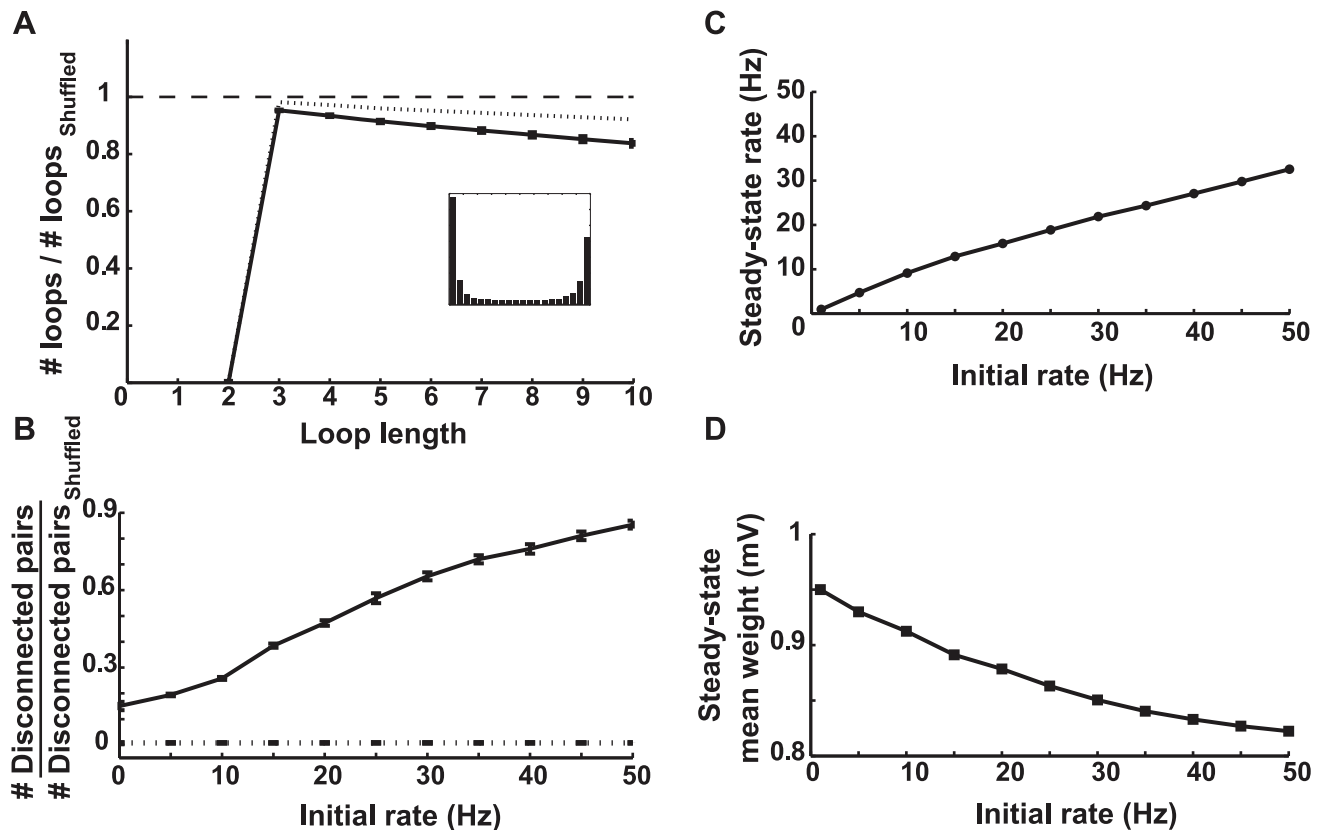 A
# loops / # loops Shuffled
1
0.8
0.6
0.4
0.2
0 1 2 3 4 5 6 7 8 9 10
Loop length
B
# Disconnected pairs
# Disconnected pairs Shuffled
0.9
0.6
0.3
0
0 10 20 30 40 50
Initial rate (Hz)
C
Steady-state rate (Hz)
50
40
30
20
10
0
10 20 30 40 50
Initial rate (Hz)
D
Steady-state
mean weight (mV)
1
0.9
0.8
0 10 20 30 40 50
Initial rate (Hz)